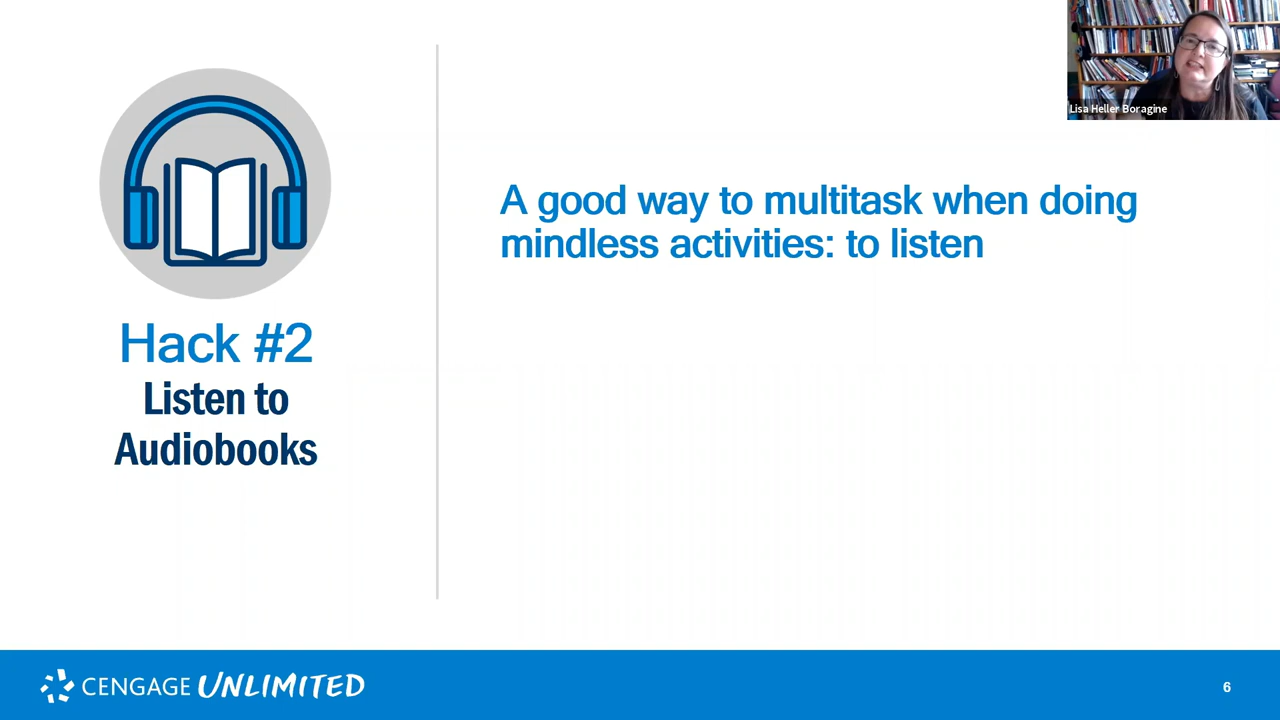 Lisa Heller Boragine
A good way to multitask when doing
mindless activities: to listen
Hack #2
Listen to
Audiobooks
CENGAGE UNLIMITED
6